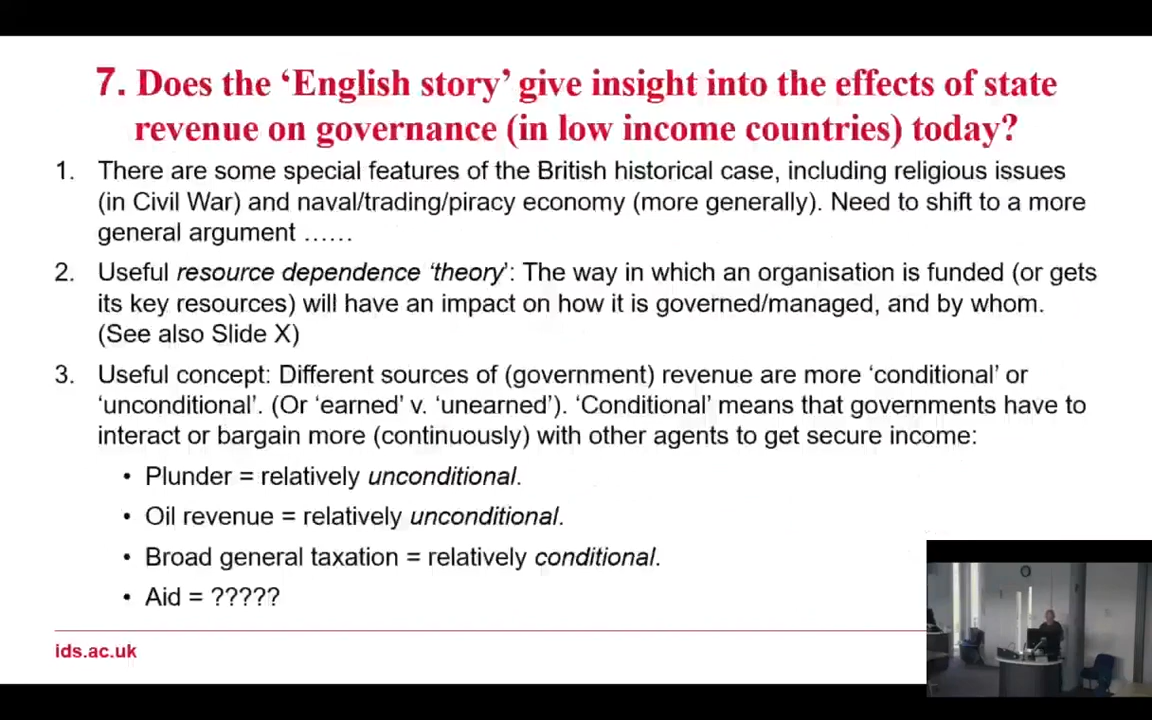 7. Does the ‘English story’ give insight into the effects of state
revenue on governance (in low income countries) today?
1. There are some special features of the British historical case, including religious issues
(in Civil War) and naval/trading/piracy economy (more generally). Need to shift to a more
general argument ……
2. Useful resource dependence ‘theory’: The way in which an organisation is funded (or gets
its key resources) will have an impact on how it is governed/managed, and by whom.
(See also Slide X)
3. Useful concept: Different sources of (government) revenue are more ‘conditional’ or
‘unconditional’. (Or ‘earned’ v. ‘unearned’). ‘Conditional’ means that governments have to
interact or bargain more (continuously) with other agents to get secure income:
• Plunder = relatively unconditional.
• Oil revenue = relatively unconditional.
• Broad general taxation = relatively conditional.
• Aid = ?????
ids.ac.uk